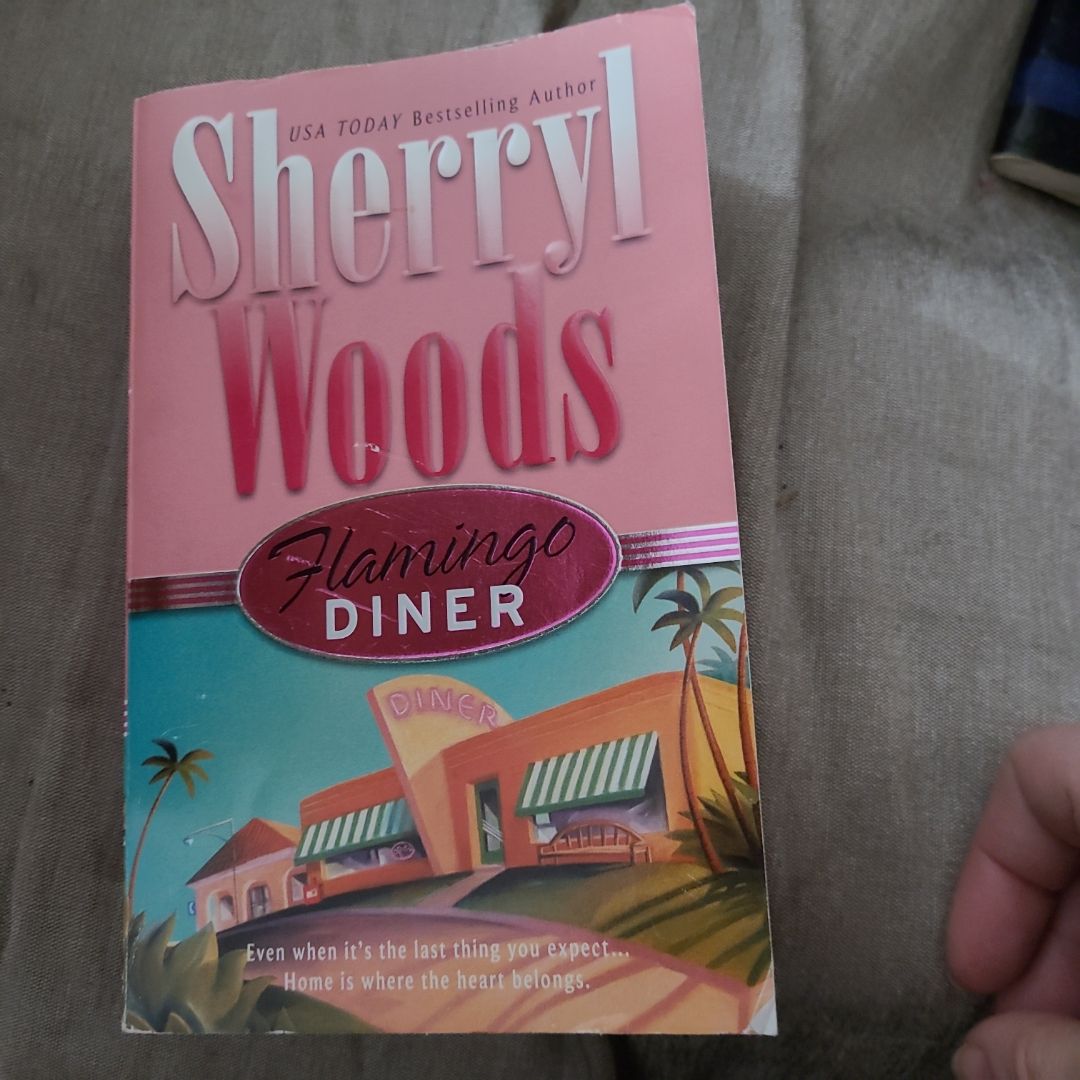 USA TODAY Bestselling Author
Sherryl
Woods
Flamingo
DINER
DINER
Even when it's the last thing you expect...
Home is where the heart belongs.